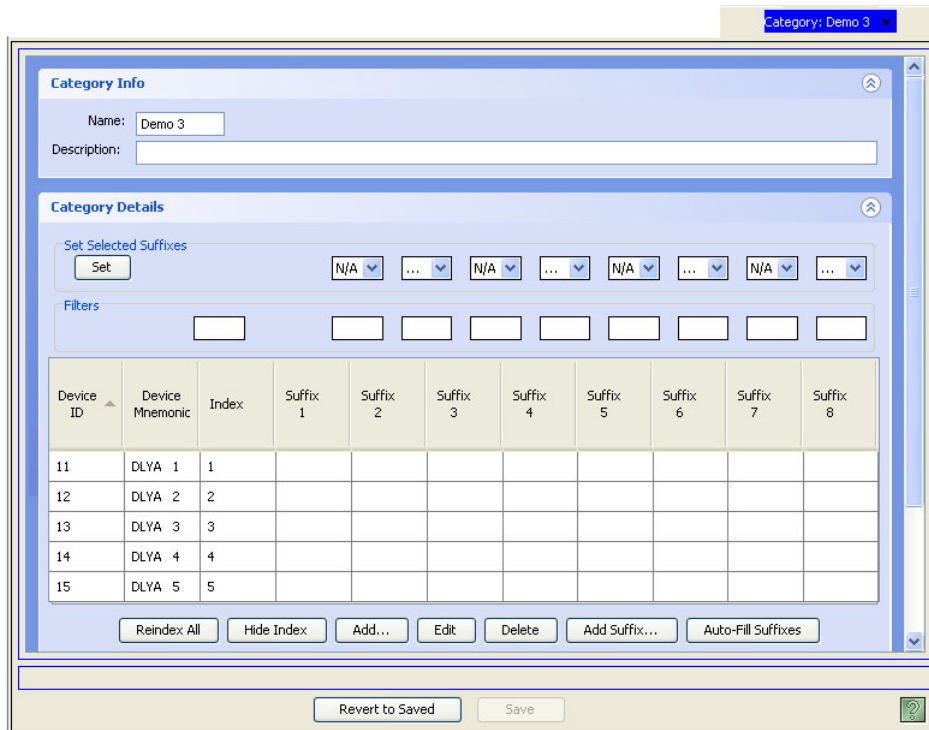 Category: Demo 3 ×
Category Info
Name: Demo 3
Description:
Category Details
Set Selected Suffixes
Set N/A ... N/A ... N/A ... N/A ...
Filters
Device ID Device Mnemonic Index Suffix 1 Suffix 2 Suffix 3 Suffix 4 Suffix 5 Suffix 6 Suffix 7 Suffix 8
11 DLYA 1 1
12 DLYA 2 2
13 DLYA 3 3
14 DLYA 4 4
15 DLYA 5 5
Reindex All Hide Index Add... Edit Delete Add Suffix... Auto-Fill Suffixes
Revert to Saved Save ?